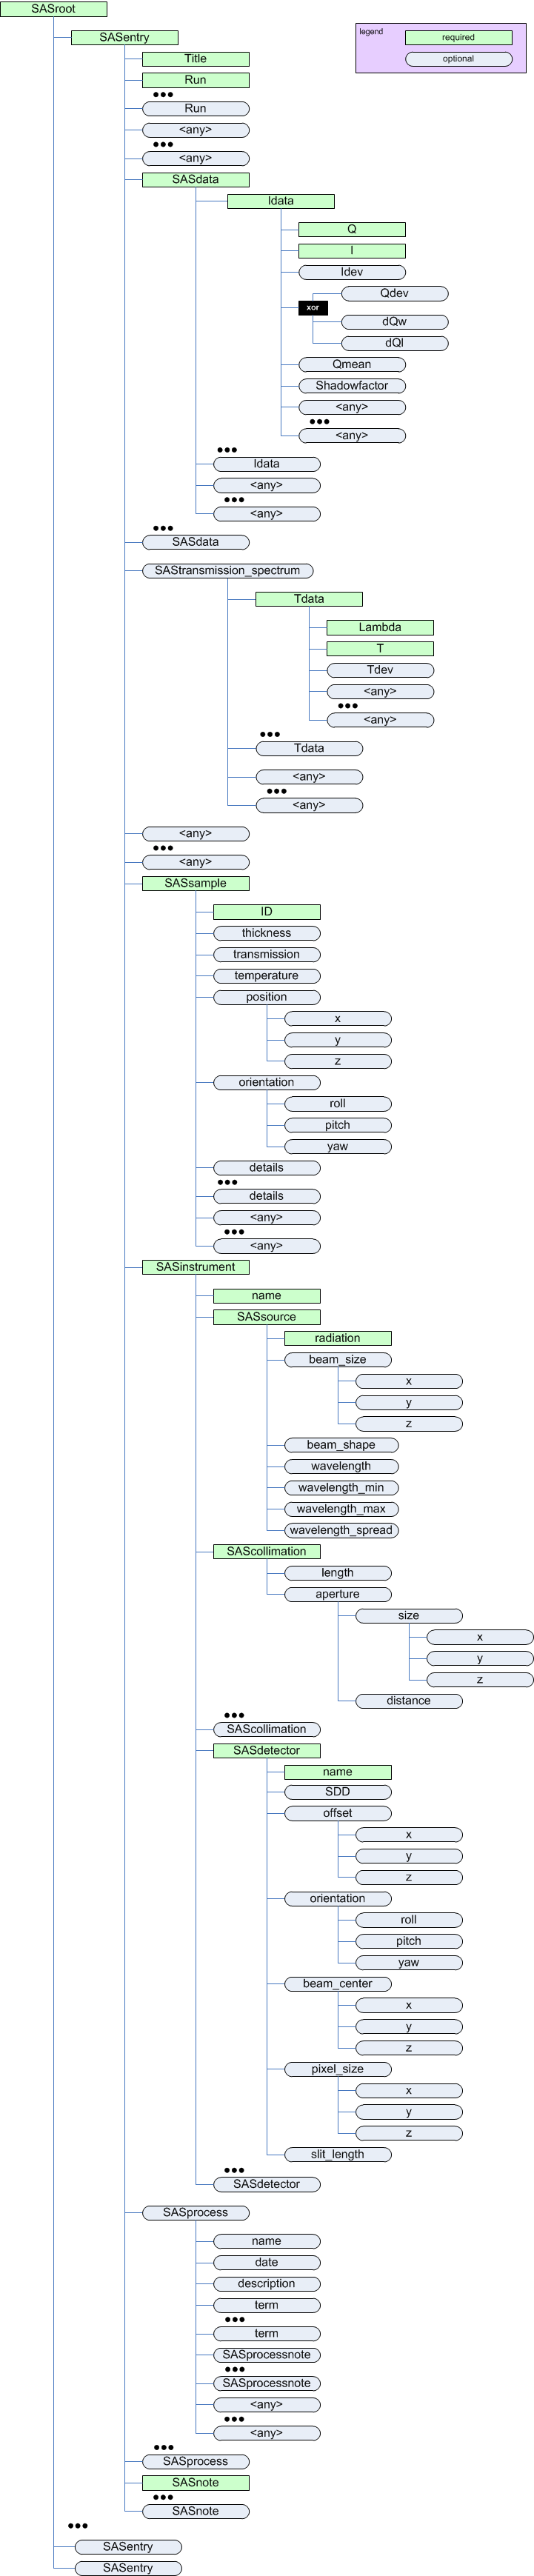 SASroot
SASentry
legend
required
optional
Title
Run
•••
Run
<any>
•••
<any>
SASdata
Idata
Q
I
Idev
Qdev
xor
dQw
dQl
Qmean
Shadowfactor
<any>
•••
<any>
•••
Idata
<any>
•••
<any>
•••
SASdata
SAStransmission_spectrum
Tdata
Lambda
T
Tdev
<any>
•••
<any>
•••
Tdata
<any>
•••
<any>
<any>
•••
<any>
SASsample
ID
thickness
transmission
temperature
position
x
y
z
orientation
roll
pitch
yaw
details
•••
details
<any>
•••
<any>
SASinstrument
name
SASsource
radiation
beam_size
x
y
z
beam_shape
wavelength
wavelength_min
wavelength_max
wavelength_spread
SAScollimation
length
aperture
size
x
y
z
distance
•••
SAScollimation
SASdetector
name
SDD
offset
x
y
z
orientation
roll
pitch
yaw
beam_center
x
y
z
pixel_size
x
y
z
slit_length
•••
SASdetector
SASprocess
name
date
description
term
•••
term
SASprocessnote
•••
SASprocessnote
<any>
•••
<any>
•••
SASprocess
SASnote
•••
SASnote
•••
SASentry
SASentry